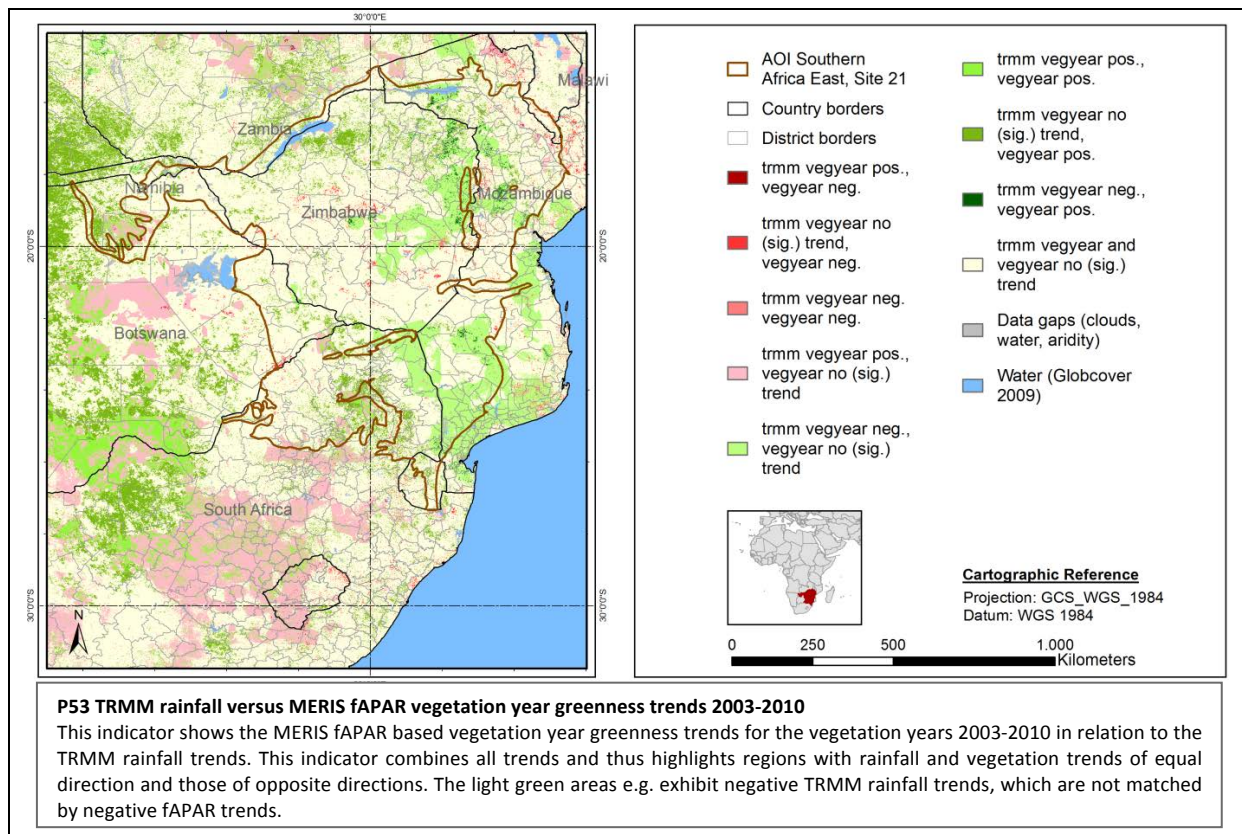 30°0'0"E
Malawi
Zambia
Namibia
Mozambique
Zimbabwe
20°0'0"S
20°0'0"S
Botswana
South Africa
30°0'0"S
30°0'0"S
N
AOI Southern
Africa East, Site 21
Country borders
District borders
trmm vegyear pos.,
vegyear neg.
trmm vegyear no
(sig.) trend,
vegyear neg.
trmm vegyear neg.
vegyear neg.
trmm vegyear pos.,
vegyear no (sig.)
trend
trmm vegyear neg.,
vegyear no (sig.)
trend
trmm vegyear pos.,
vegyear pos.
trmm vegyear no
(sig.) trend,
vegyear pos.
trmm vegyear neg.,
vegyear pos.
trmm vegyear and
vegyear no (sig.)
trend
Data gaps (clouds,
water, aridity)
Water (Globcover
2009)
Cartographic Reference
Projection: GCS_WGS_1984
Datum: WGS 1984
0 250 500 1.000
Kilometers
P53 TRMM rainfall versus MERIS fAPAR vegetation year greenness trends 2003-2010
This indicator shows the MERIS fAPAR based vegetation year greenness trends for the vegetation years 2003-2010 in relation to the
TRMM rainfall trends. This indicator combines all trends and thus highlights regions with rainfall and vegetation trends of equal
direction and those of opposite directions. The light green areas e.g. exhibit negative TRMM rainfall trends, which are not matched
by negative fAPAR trends.